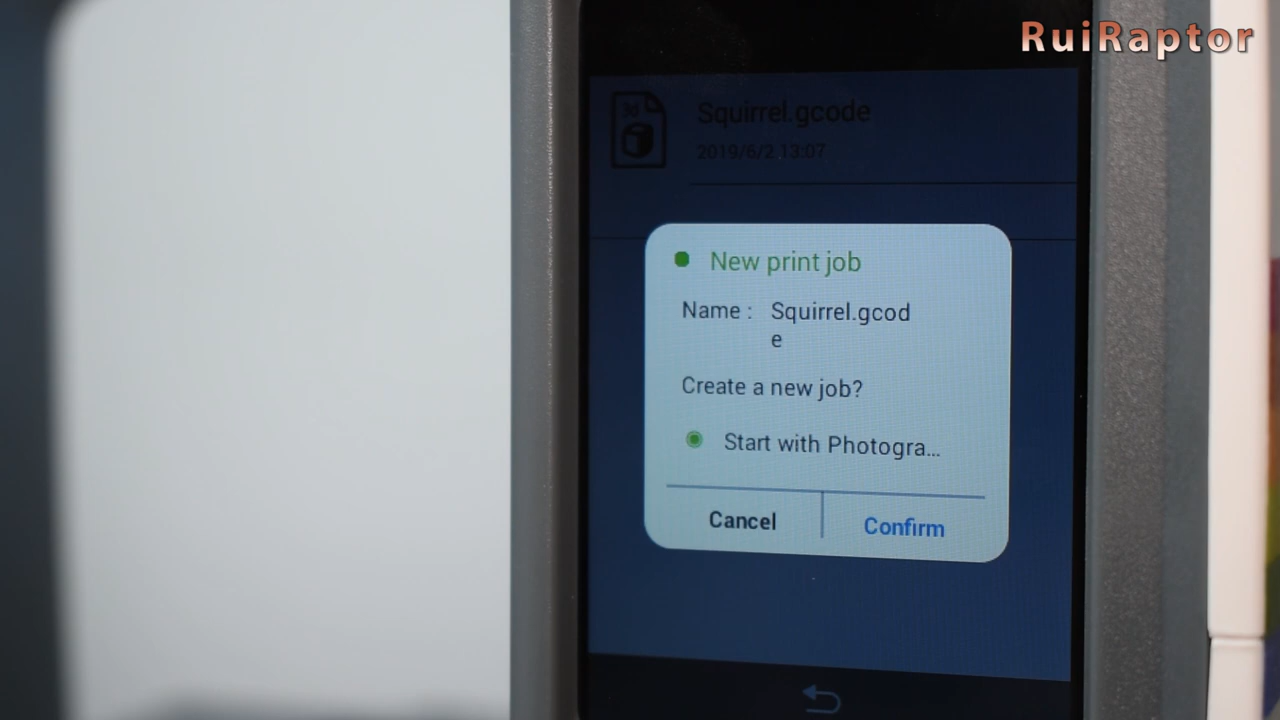 RuiRaptor
3d
Squirrel.gcode
2019/6/2 13:07
New print job
Name : Squirrel.gcod
e
Create a new job?
Start with Photogra...
Cancel Confirm